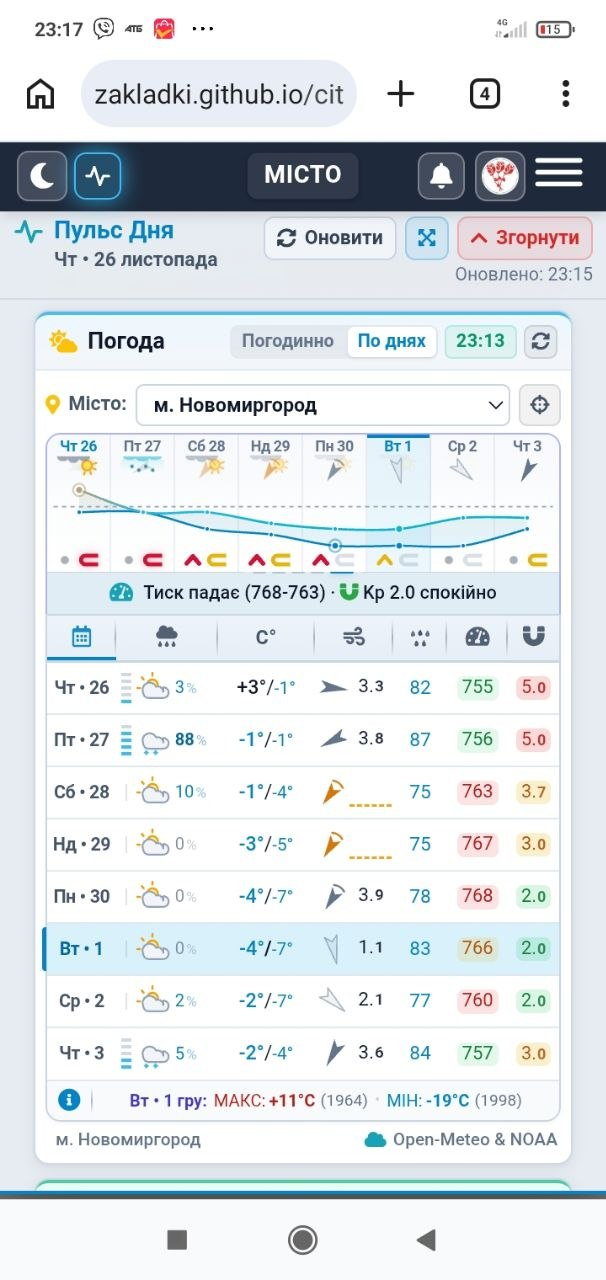 23:17 АТБ 4G 15
zakladki.github.io/cit 4
МІСТО
Пульс Дня Оновити Згорнути
Чт • 26 листопада Оновлено: 23:15
Погода Погодинно По днях 23:13
Місто: м. Новомиргород
Чт 26 Пт 27 Сб 28 Нд 29 Пн 30 Вт 1 Ср 2 Чт 3
Тиск падає (768-763) · Kp 2.0 спокійно
C°
Чт • 26 3% +3°/-1° 3.3 82 755 5.0
Пт • 27 88% -1°/-1° 3.8 87 756 5.0
Сб • 28 10% -1°/-4° 75 763 3.7
Нд • 29 0% -3°/-5° 75 767 3.0
Пн • 30 0% -4°/-7° 3.9 78 768 2.0
Вт • 1 0% -4°/-7° 1.1 83 766 2.0
Ср • 2 2% -2°/-7° 2.1 77 760 2.0
Чт • 3 5% -2°/-4° 3.6 84 757 3.0
Вт • 1 гру: МАКС: +11°C (1964) · МІН: -19°C (1998)
м. Новомиргород Open-Meteo & NOAA